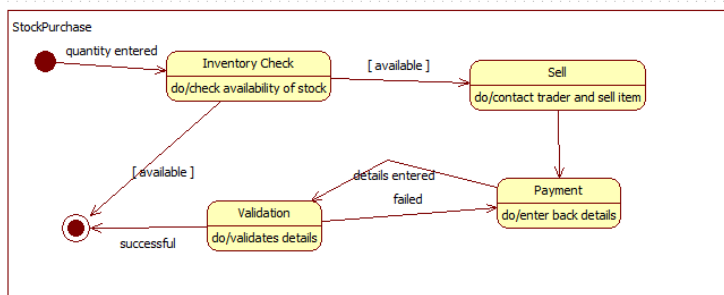 StockPurchase
quantity entered
Inventory Check
do/check availability of stock
[ available ]
Sell
do/contact trader and sell item
[ available ]
details entered
failed
Payment
do/enter back details
Validation
do/validates details
successful